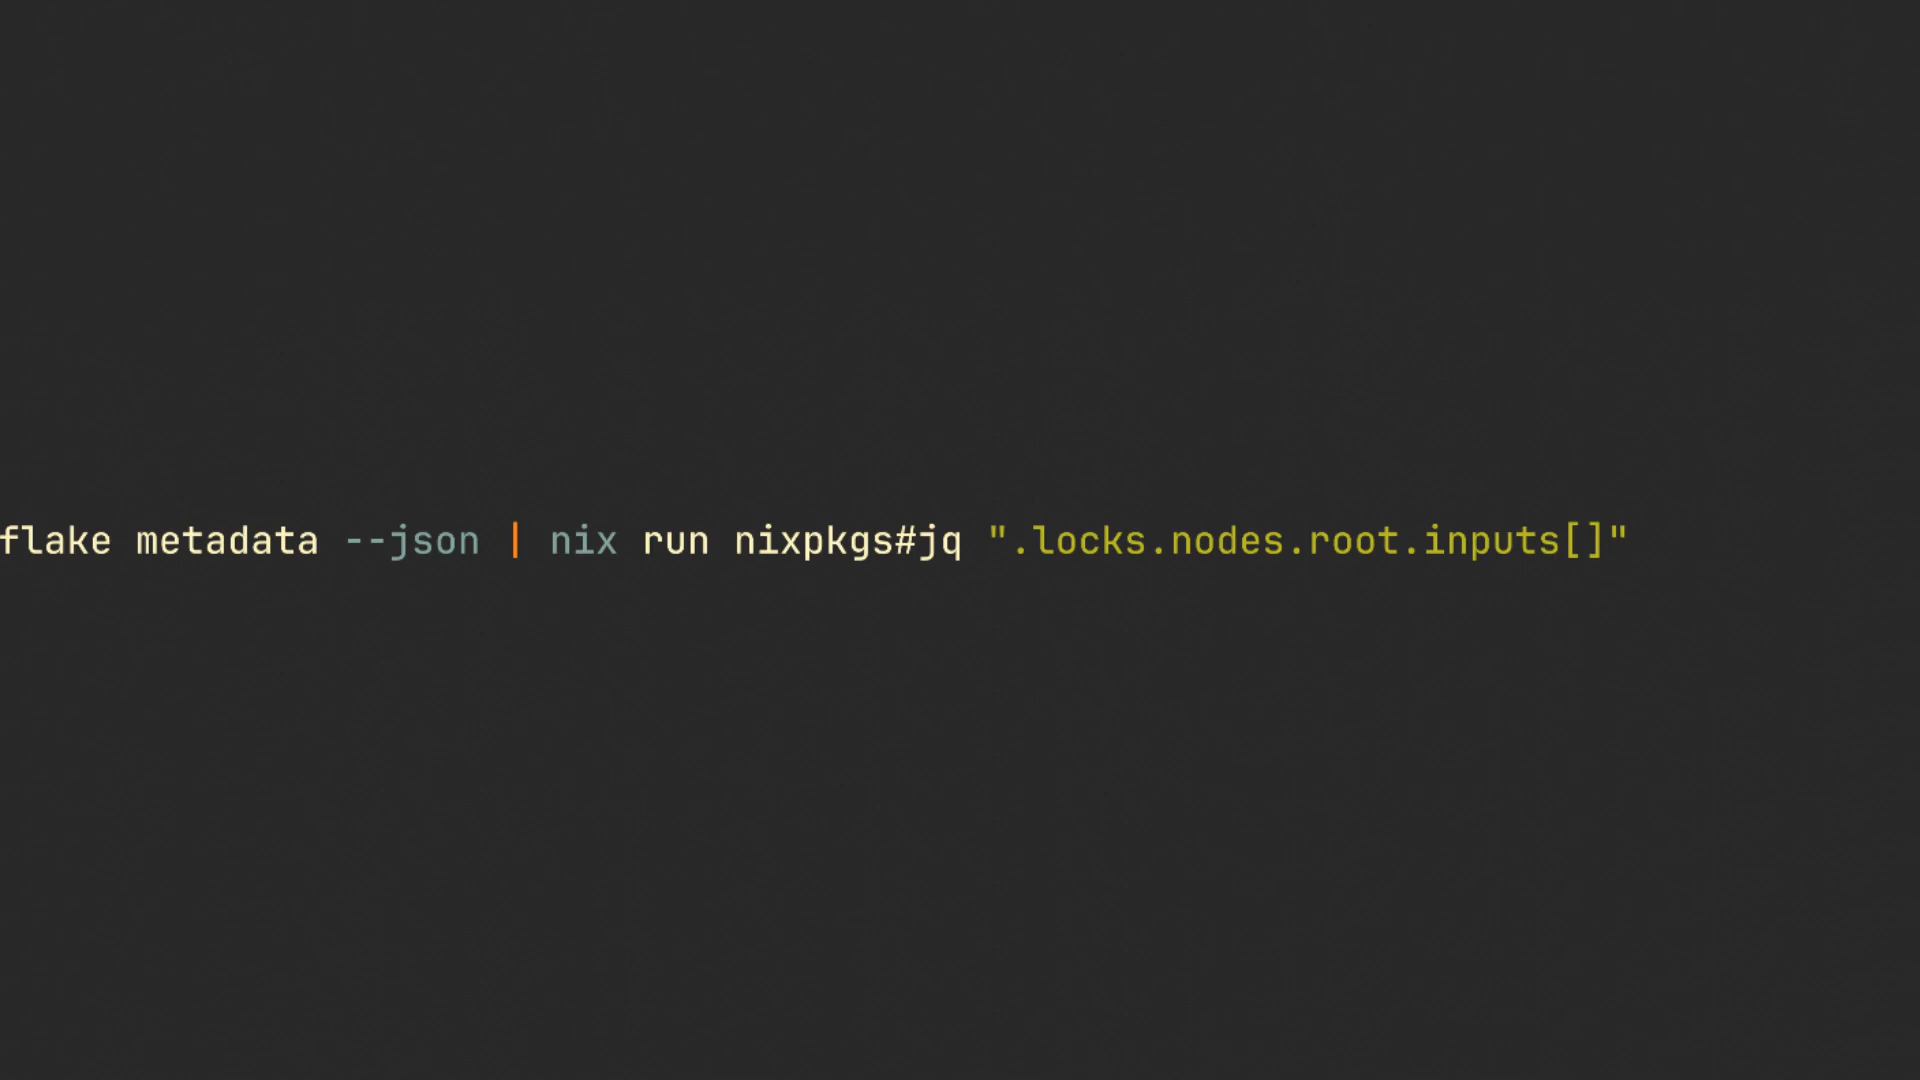 flake metadata --json | nix run nixpkgs#jq ".locks.nodes.root.inputs[]"